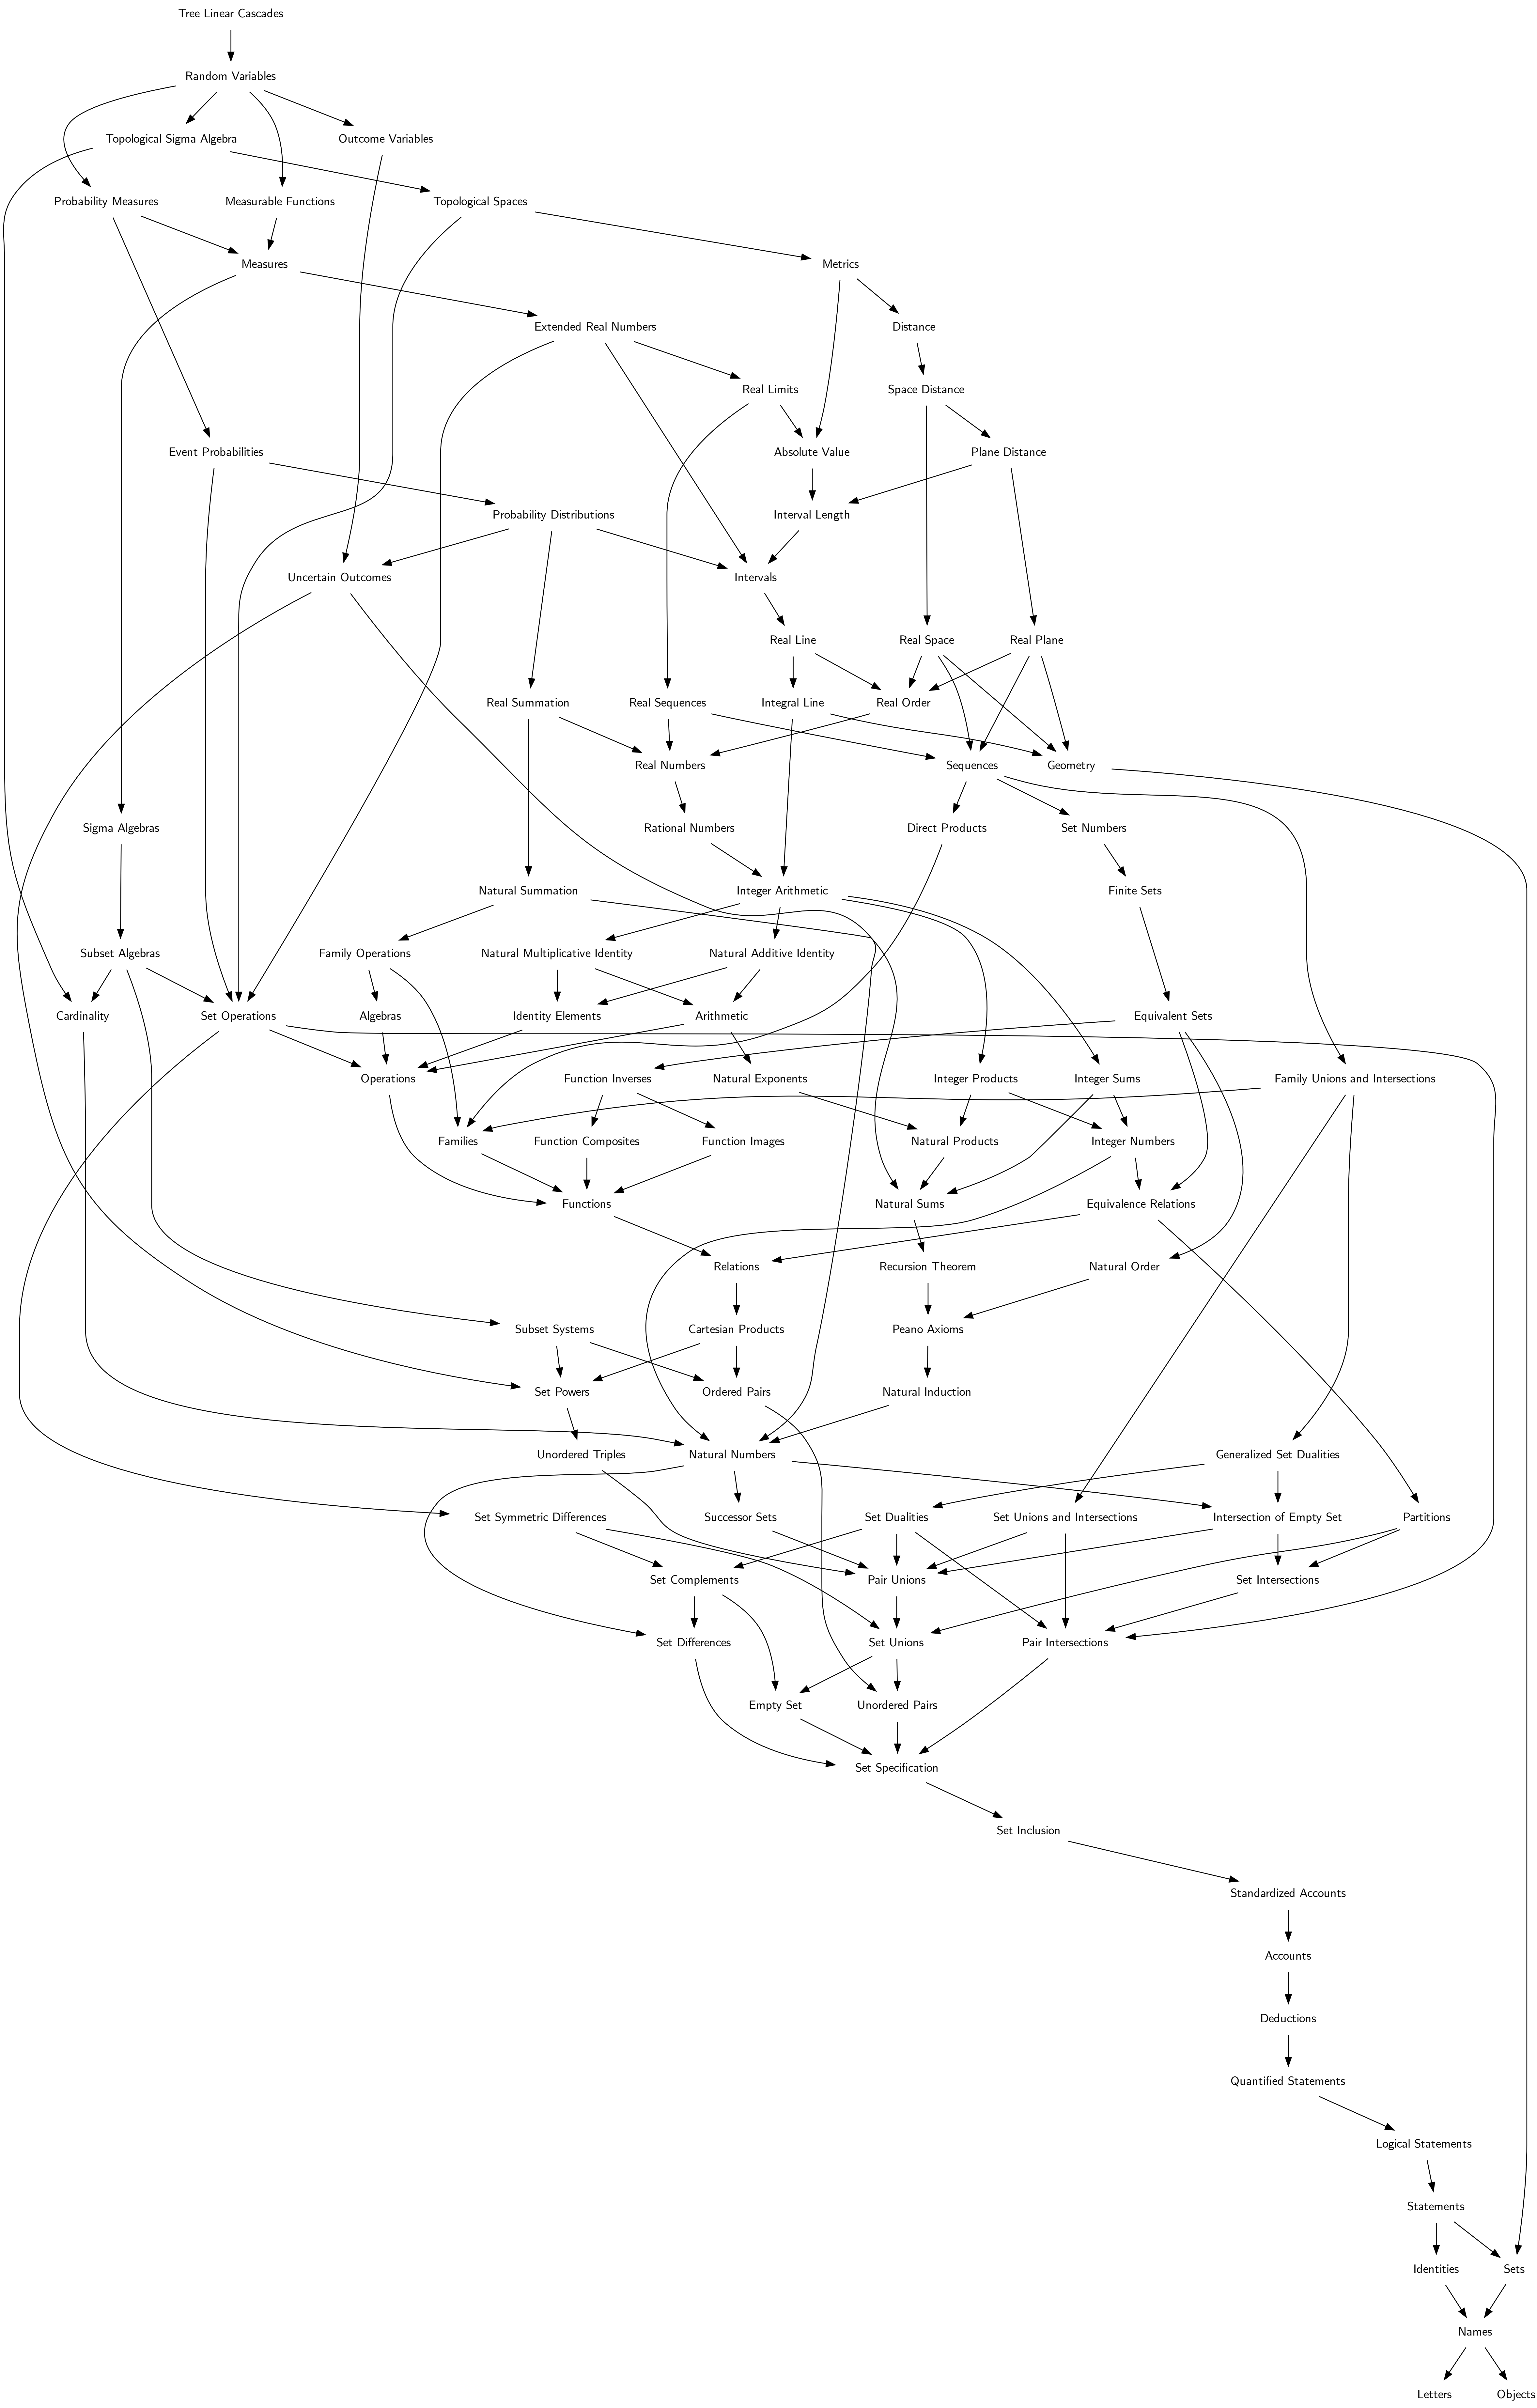 Tree Linear Cascades
Random Variables
Topological Sigma Algebra
Outcome Variables
Probability Measures
Measurable Functions
Topological Spaces
Measures
Metrics
Extended Real Numbers
Distance
Real Limits
Space Distance
Event Probabilities
Absolute Value
Plane Distance
Probability Distributions
Interval Length
Uncertain Outcomes
Intervals
Real Line
Real Space
Real Plane
Real Summation
Real Sequences
Integral Line
Real Order
Real Numbers
Sequences
Geometry
Sigma Algebras
Rational Numbers
Direct Products
Set Numbers
Natural Summation
Integer Arithmetic
Finite Sets
Subset Algebras
Family Operations
Natural Multiplicative Identity
Natural Additive Identity
Cardinality
Set Operations
Algebras
Identity Elements
Arithmetic
Equivalent Sets
Operations
Function Inverses
Natural Exponents
Integer Products
Integer Sums
Family Unions and Intersections
Families
Function Composites
Function Images
Natural Products
Integer Numbers
Functions
Natural Sums
Equivalence Relations
Relations
Recursion Theorem
Natural Order
Subset Systems
Cartesian Products
Peano Axioms
Set Powers
Ordered Pairs
Natural Induction
Unordered Triples
Natural Numbers
Generalized Set Dualities
Set Symmetric Differences
Successor Sets
Set Dualities
Set Unions and Intersections
Intersection of Empty Set
Partitions
Set Complements
Pair Unions
Set Intersections
Set Differences
Set Unions
Pair Intersections
Empty Set
Unordered Pairs
Set Specification
Set Inclusion
Standardized Accounts
Accounts
Deductions
Quantified Statements
Logical Statements
Statements
Identities
Sets
Names
Letters
Objects